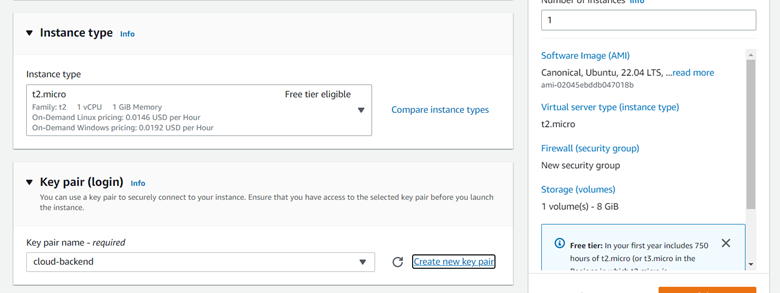 Instance type Info
Instance type
t2.micro Free tier eligible
Family: t2 1 vCPU 1 GiB Memory
On-Demand Linux pricing: 0.0146 USD per Hour
On-Demand Windows pricing: 0.0192 USD per Hour
Compare instance types
Key pair (login) Info
You can use a key pair to securely connect to your instance. Ensure that you have access to the selected key pair before you launch
the instance.
Key pair name - required
cloud-backend
Create new key pair
Number of instances Info
1
Software Image (AMI)
Canonical, Ubuntu, 22.04 LTS, ...read more
ami-02045ebddb047018b
Virtual server type (instance type)
t2.micro
Firewall (security group)
New security group
Storage (volumes)
1 volume(s) - 8 GiB
Free tier: In your first year includes 750
hours of t2.micro (or t3.micro in the
Regions in which t2.micro is